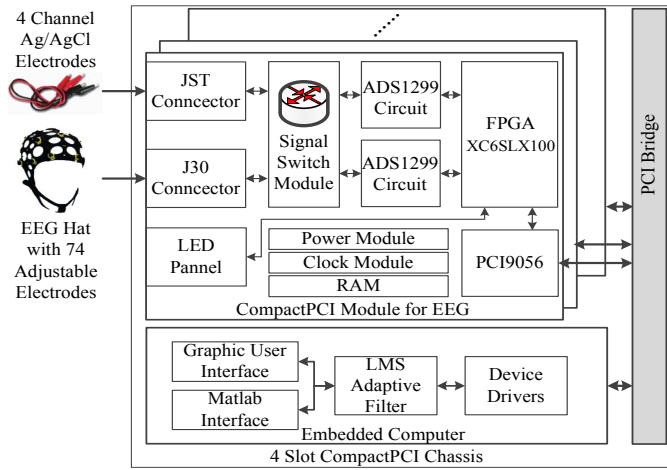 4 Channel
Ag/AgCl
Electrodes
JST
Conncector
J30
Conncector
EEG Hat
with 74
Adjustable
Electrodes
LED
Pannel
Signal
Switch
Module
ADS1299
Circuit
ADS1299
Circuit
FPGA
XC6SLX100
Power Module
Clock Module
RAM
PCI9056
CompactPCI Module for EEG
PCI Bridge
Graphic User
Interface
Matlab
Interface
LMS
Adaptive
Filter
Device
Drivers
Embedded Computer
4 Slot CompactPCI Chassis